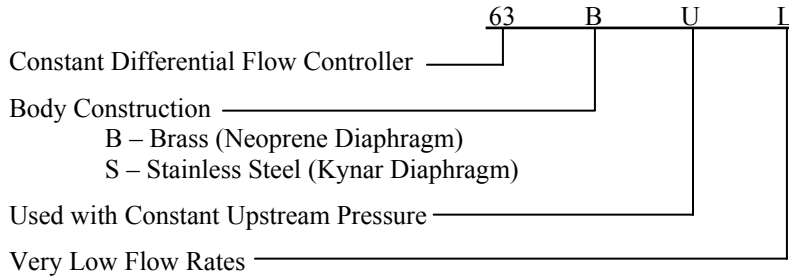 63 B U L
Constant Differential Flow Controller
Body Construction
B – Brass (Neoprene Diaphragm)
S – Stainless Steel (Kynar Diaphragm)
Used with Constant Upstream Pressure
Very Low Flow Rates